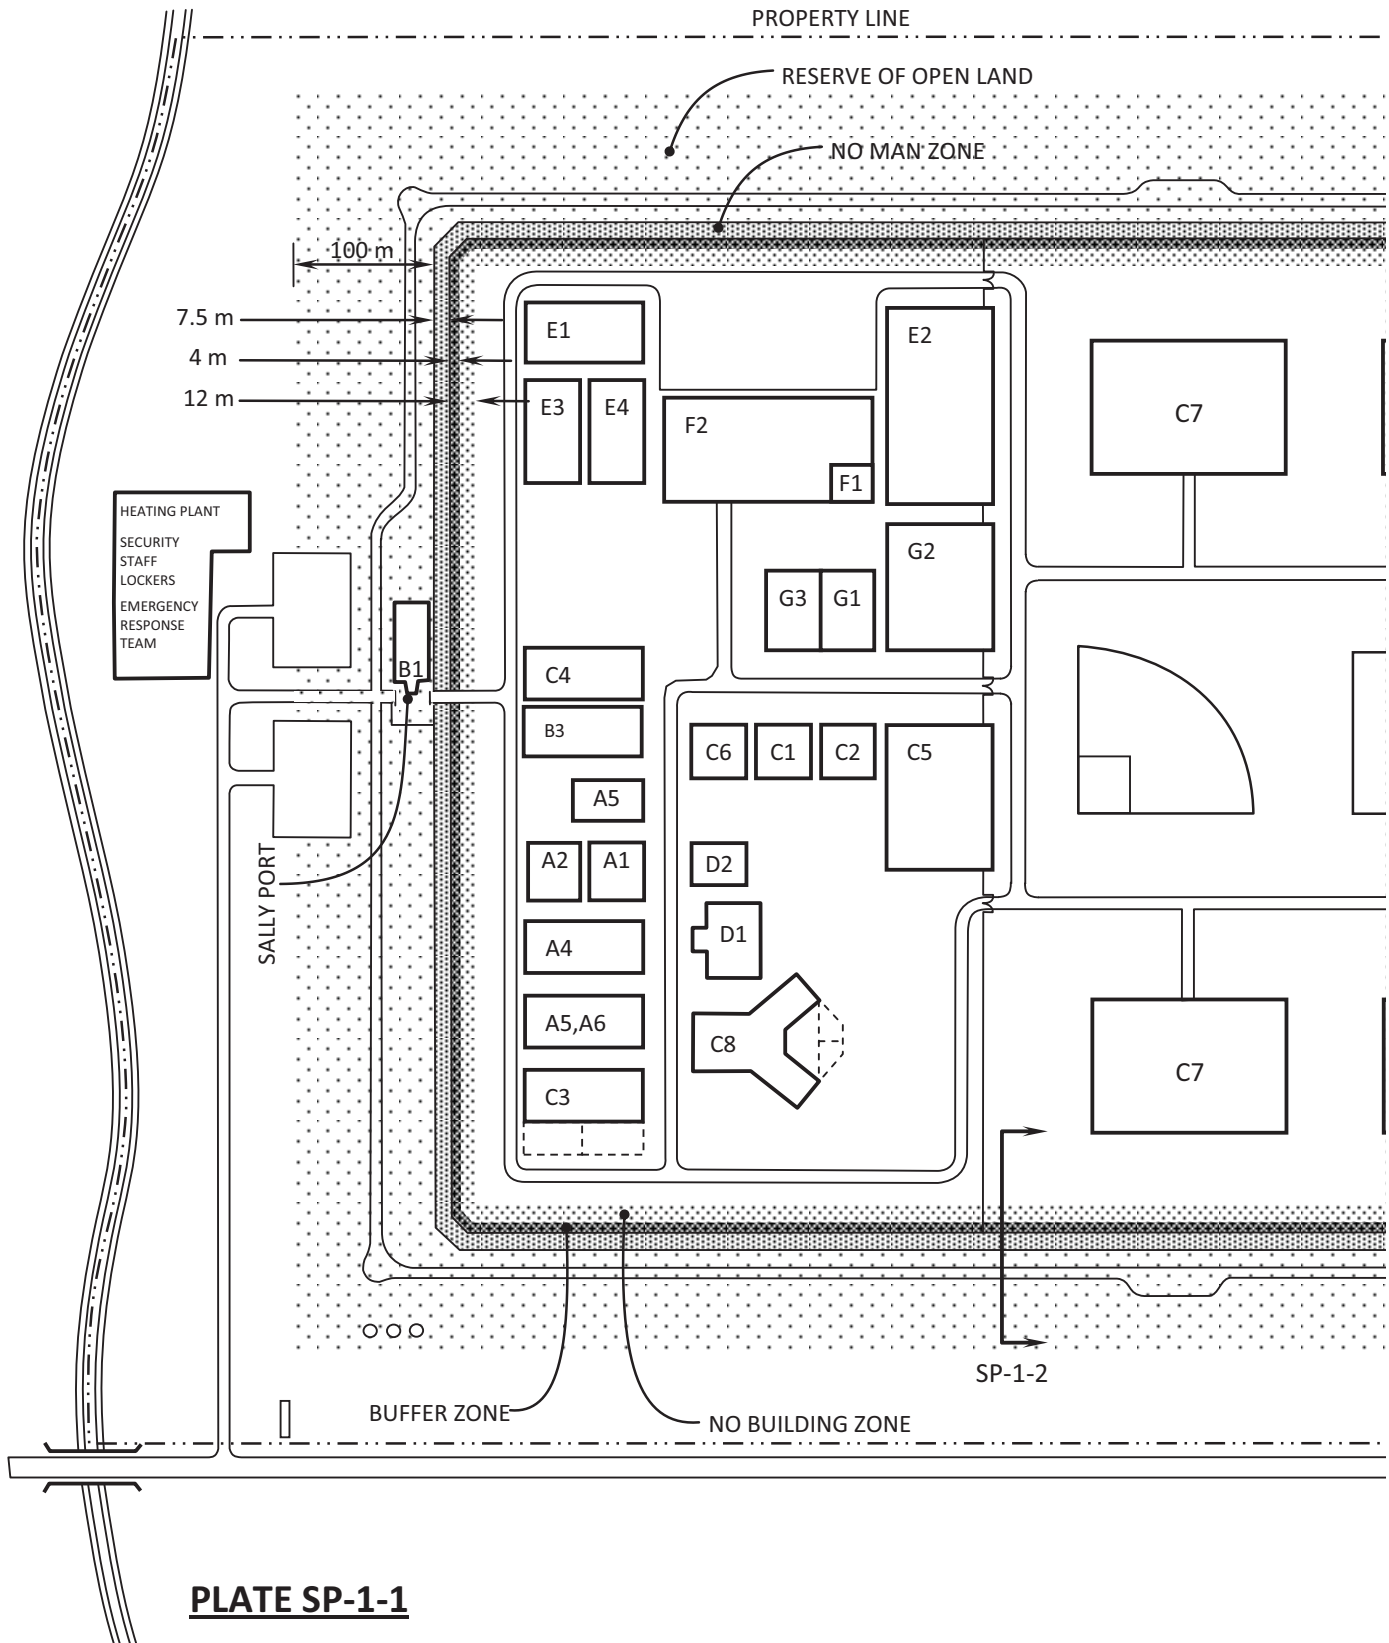 PROPERTY LINE
RESERVE OF OPEN LAND
NO MAN ZONE
100 m
7.5 m
4 m
12 m
E1
E2
E3
E4
F2
F1
C7
HEATING PLANT
SECURITY
STAFF
LOCKERS
EMERGENCY
RESPONSE
TEAM
G2
G3
G1
B1
C4
B3
C6
C1
C2
C5
A5
A2
A1
D2
SALLY PORT
A4
D1
A5,A6
C8
C3
C7
SP-1-2
BUFFER ZONE
NO BUILDING ZONE
PLATE SP-1-1